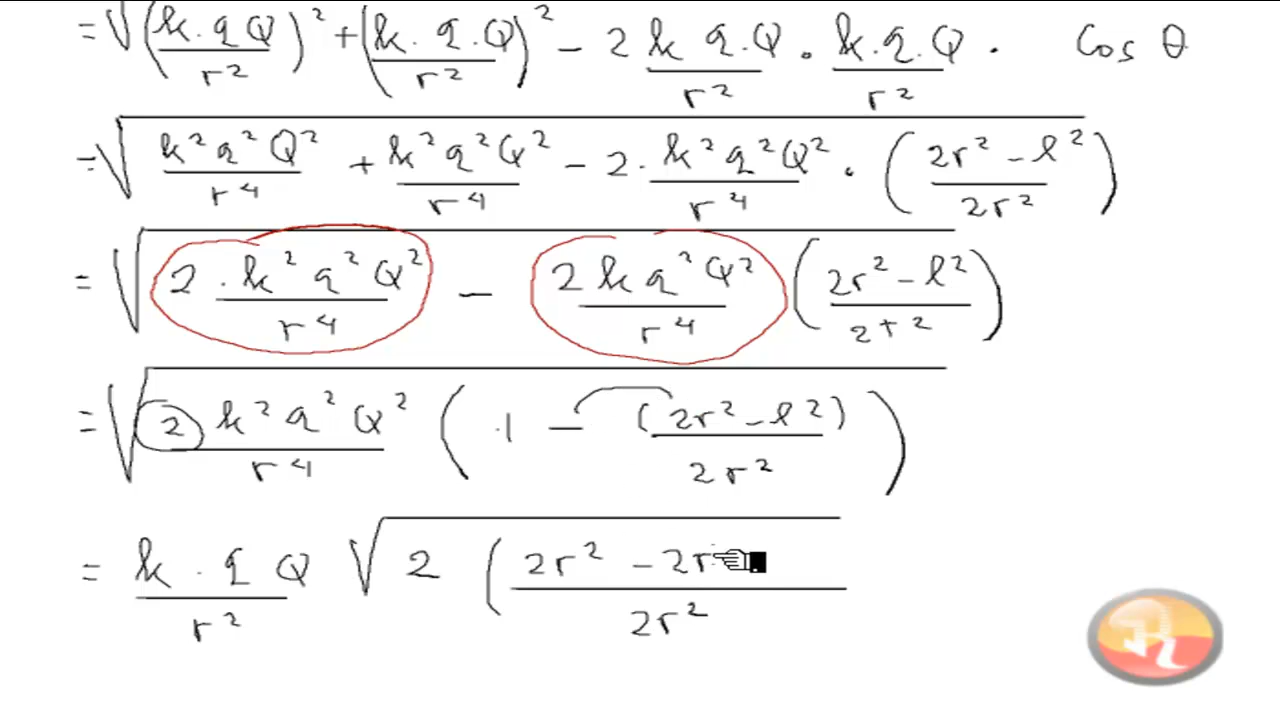 = √(k.qQ/r²)² + (k.q.Q/r²)² - 2 k q.Q/r² . k.q.Q/r² . Cos θ
= √k²q²Q²/r⁴ + k²q²Q²/r⁴ - 2. k²q²Q²/r⁴ . (2r² - l²/2r²)
= √2.k²q²Q²/r⁴ - 2kq²Q²/r⁴ (2r² - l²/2r²)
= √2 k²q²Q²/r⁴ (1 - (2r² - l²)/2r²)
= k.qQ/r² √2 (2r² - 2r/2r²